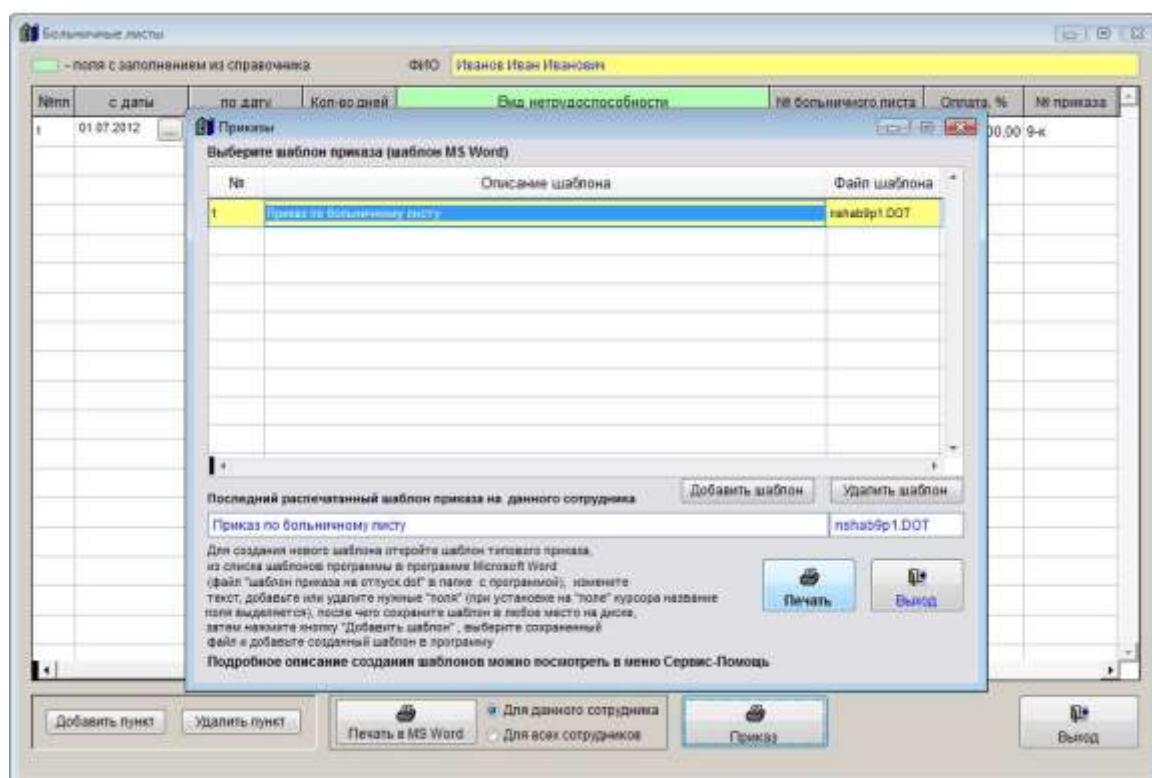 Больничные листы
- поля с заполнением из справочника ФИО Иванов Иван Иванович
№пп с даты по дату Кол-во дней Вид нетрудоспособности № больничного листа Оплата, % № приказа
1 01.07.2012 ... 00,00 9-к
Приказы
Выберите шаблон приказа (шаблон MS Word)
№ Описание шаблона Файл шаблона
1 Приказ по больничному листу nshab9p1.DOT
Добавить шаблон Удалить шаблон
Последний распечатанный шаблон приказа на данного сотрудника
Приказ по больничному листу nshab9p1.DOT
Для создания нового шаблона откройте шаблон типового приказа,
из списка шаблонов программы в программе Microsoft Word
(файл "шаблон приказа на отпуск.dot" в папке с программой), измените
текст, добавьте или удалите нужные "поля" (при установке на "поле" курсора название
поля выделяется), после чего сохраните шаблон в любое место на диске,
затем нажмите кнопку "Добавить шаблон", выберите сохраненный
файл и добавьте созданный шаблон в программу
Печать Выход
Подробное описание создания шаблонов можно посмотреть в меню Сервис-Помощь
Добавить пункт Удалить пункт Печать в MS Word Для данного сотрудника
Для всех сотрудников
Приказ Выход